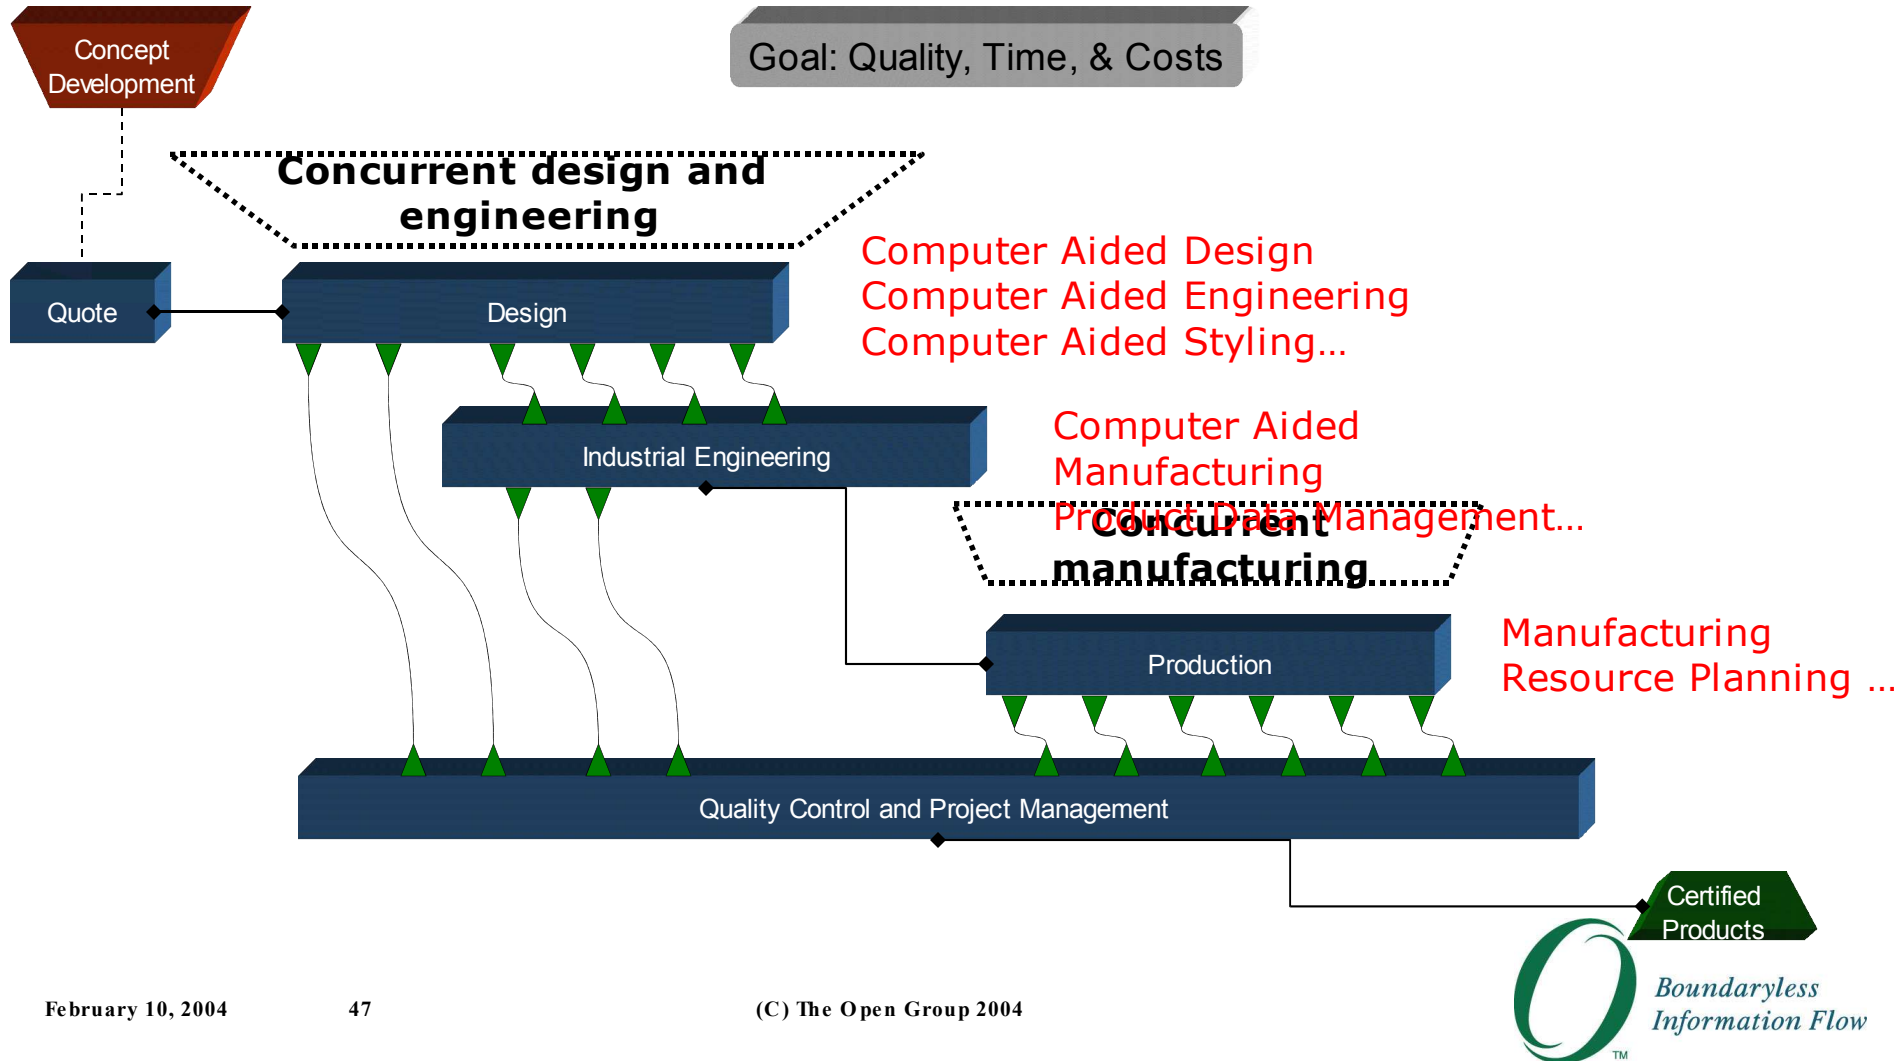 Concept
Development
Goal: Quality, Time, & Costs
Concurrent design and
engineering
Computer Aided Design
Computer Aided Engineering
Computer Aided Styling…
Quote
Design
Industrial Engineering
Computer Aided
Manufacturing
Product Data Management…
Concurrent
manufacturing
Production
Manufacturing
Resource Planning …
Quality Control and Project Management
Certified
Products
Boundaryless
Information Flow
TM
February 10, 2004
47
(C) The Open Group 2004